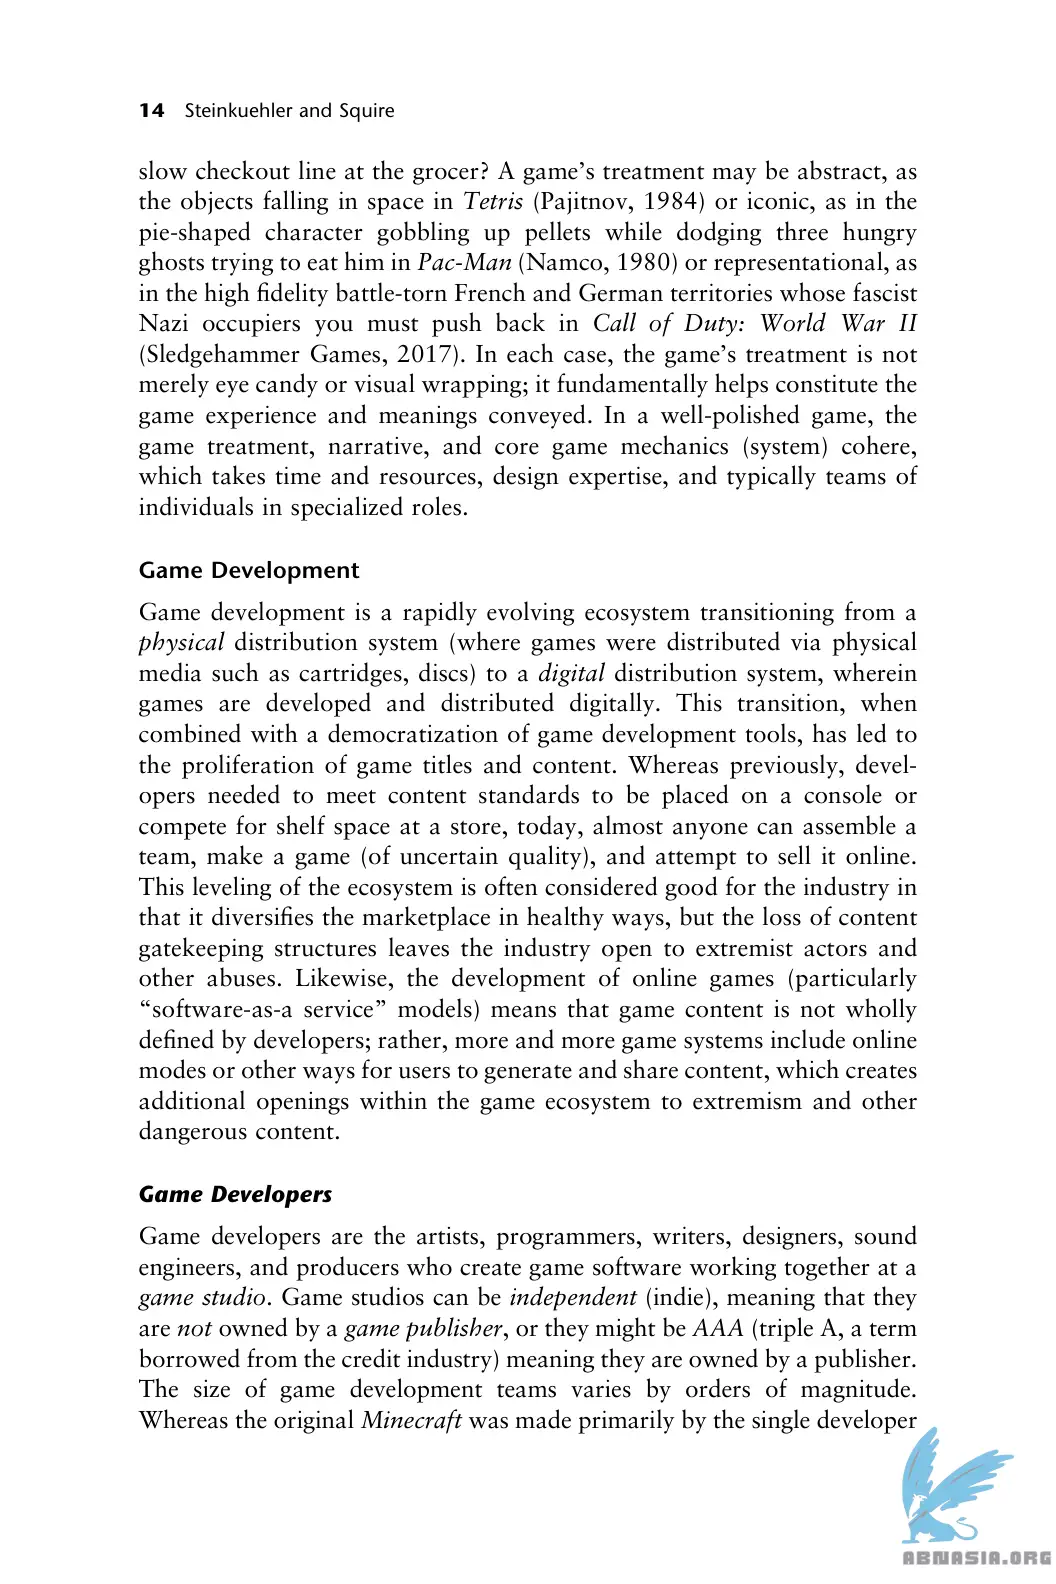 14 Steinkuehler and Squire
slow checkout line at the grocer? A game’s treatment may be abstract, as
the objects falling in space in Tetris (Pajitnov, 1984) or iconic, as in the
pie-shaped character gobbling up pellets while dodging three hungry
ghosts trying to eat him in Pac-Man (Namco, 1980) or representational, as
in the high fidelity battle-torn French and German territories whose fascist
Nazi occupiers you must push back in Call of Duty: World War II
(Sledgehammer Games, 2017). In each case, the game’s treatment is not
merely eye candy or visual wrapping; it fundamentally helps constitute the
game experience and meanings conveyed. In a well-polished game, the
game treatment, narrative, and core game mechanics (system) cohere,
which takes time and resources, design expertise, and typically teams of
individuals in specialized roles.
Game Development
Game development is a rapidly evolving ecosystem transitioning from a
physical distribution system (where games were distributed via physical
media such as cartridges, discs) to a digital distribution system, wherein
games are developed and distributed digitally. This transition, when
combined with a democratization of game development tools, has led to
the proliferation of game titles and content. Whereas previously, devel-
opers needed to meet content standards to be placed on a console or
compete for shelf space at a store, today, almost anyone can assemble a
team, make a game (of uncertain quality), and attempt to sell it online.
This leveling of the ecosystem is often considered good for the industry in
that it diversifies the marketplace in healthy ways, but the loss of content
gatekeeping structures leaves the industry open to extremist actors and
other abuses. Likewise, the development of online games (particularly
“software-as-a service” models) means that game content is not wholly
defined by developers; rather, more and more game systems include online
modes or other ways for users to generate and share content, which creates
additional openings within the game ecosystem to extremism and other
dangerous content.
Game Developers
Game developers are the artists, programmers, writers, designers, sound
engineers, and producers who create game software working together at a
game studio. Game studios can be independent (indie), meaning that they
are not owned by a game publisher, or they might be AAA (triple A, a term
borrowed from the credit industry) meaning they are owned by a publisher.
The size of game development teams varies by orders of magnitude.
Whereas the original Minecraft was made primarily by the single developer
ABNASIA.ORG